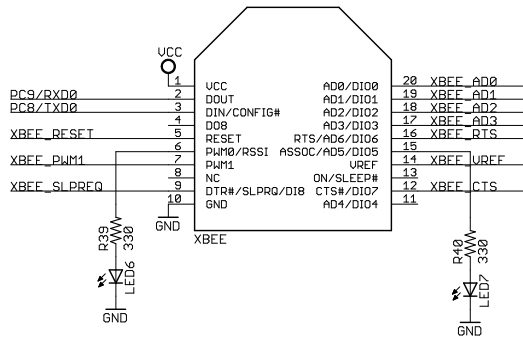 VCC
PC9/RXD0 1 VCC AD0/DIO0 20 XBEE_AD0
PC8/TXD0 2 DOUT AD1/DIO1 19 XBEE_AD1
3 DIN/CONFIG# AD2/DIO2 18 XBEE_AD2
4 DO8 AD3/DIO3 17 XBEE_AD3
XBEE_RESET 5 RESET RTS/AD6/DIO6 16 XBEE_RTS
6 PWM0/RSSI ASSOC/AD5/DIO5 15
XBEE_PWM1 7 PWM1 VREF 14 XBEE_VREF
8 NC ON/SLEEP# 13
XBEE_SLPREQ 9 DTR#/SLPRQ/DI8 CTS#/DIO7 12 XBEE_CTS
10 GND AD4/DIO4 11
GND
XBEE
R39
330
LED6
GND
R40
330
LED7
GND